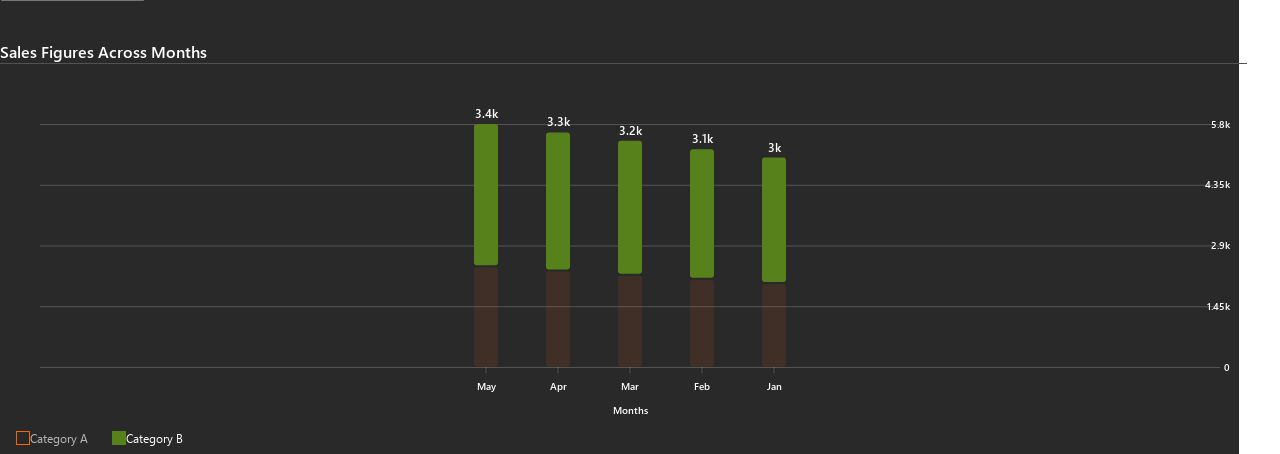 Sales Figures Across Months
3.4k
3.3k
3.2k
3.1k
3k
5.8k
4.35k
2.9k
1.45k
0
May Apr Mar Feb Jan
Months
Category A Category B